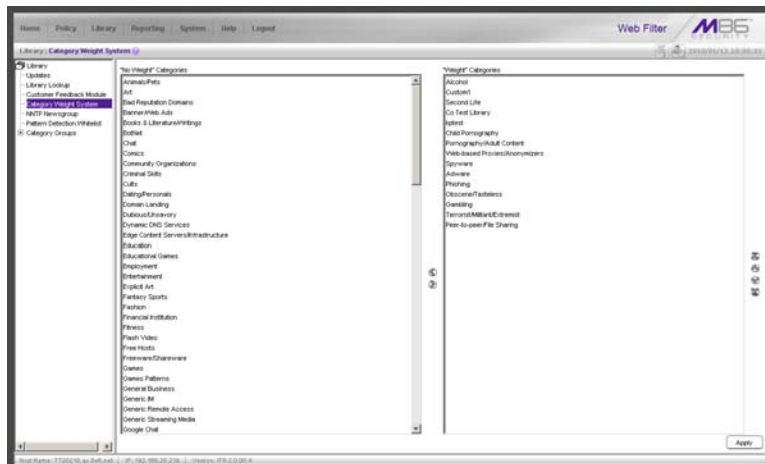 Home Policy Library Reporting System Help Logout
Web Filter
M86 SECURITY
Library : Category Weight System
Library
Updates
Library Lookup
Customer Feedback Module
Category Weight System
NNTP Newsgroup
Pattern Detection Whitelist
Category Groups
"No Weight" Categories
Animals/Pets
Art
Bad Reputation Domains
Banner/Web Ads
Books & Literature/Writings
BotNet
Chat
Comics
Community Organizations
Criminal Skills
Cults
Dating/Personals
Domain Landing
Dubious/Unsavory
Dynamic DNS Services
Edge Content Servers/Infrastructure
Education
Educational Games
Employment
Entertainment
Explicit Art
Fantasy Sports
Fashion
Financial Institution
Fitness
Flash Video
Free Hosts
Freeware/Shareware
Games
Games Patterns
General Business
Generic IM
Generic Remote Access
Generic Streaming Media
Google Chat
"Weight" Categories
Alcohol
Custom1
Second Life
Co Test Library
kptest
Child Pornography
Pornography/Adult Content
Web-based Proxies/Anonymizers
Spyware
Adware
Phishing
Obscene/Tasteless
Gambling
Terrorist/Militant/Extremist
Peer-to-peer/File Sharing
Apply
Host Name:
IP:
Version: